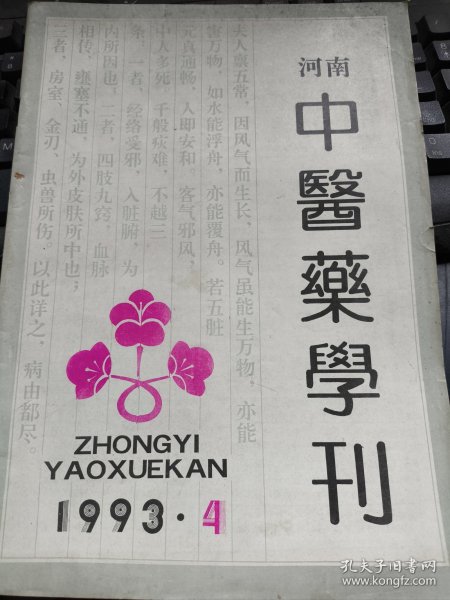 河南
中醫藥學刊
夫人禀五常，因风气而生长，风气虽能生万物，亦能
害万物，如水能浮舟，亦能覆舟。若五脏
元真通畅，人即安和，客气邪风，
中人多死，千般疢难，不越三
条：一者，经络受邪，入脏腑，为
内所因也；二者，四肢九窍，血脉
相传，壅塞不通，为外皮肤所中也；
三者，房室、金刃、虫兽所伤。以此详之，病由都尽。
ZHONGYI
YAOXUEKAN
1993·4
孔夫子旧书网
www.kongfz.com